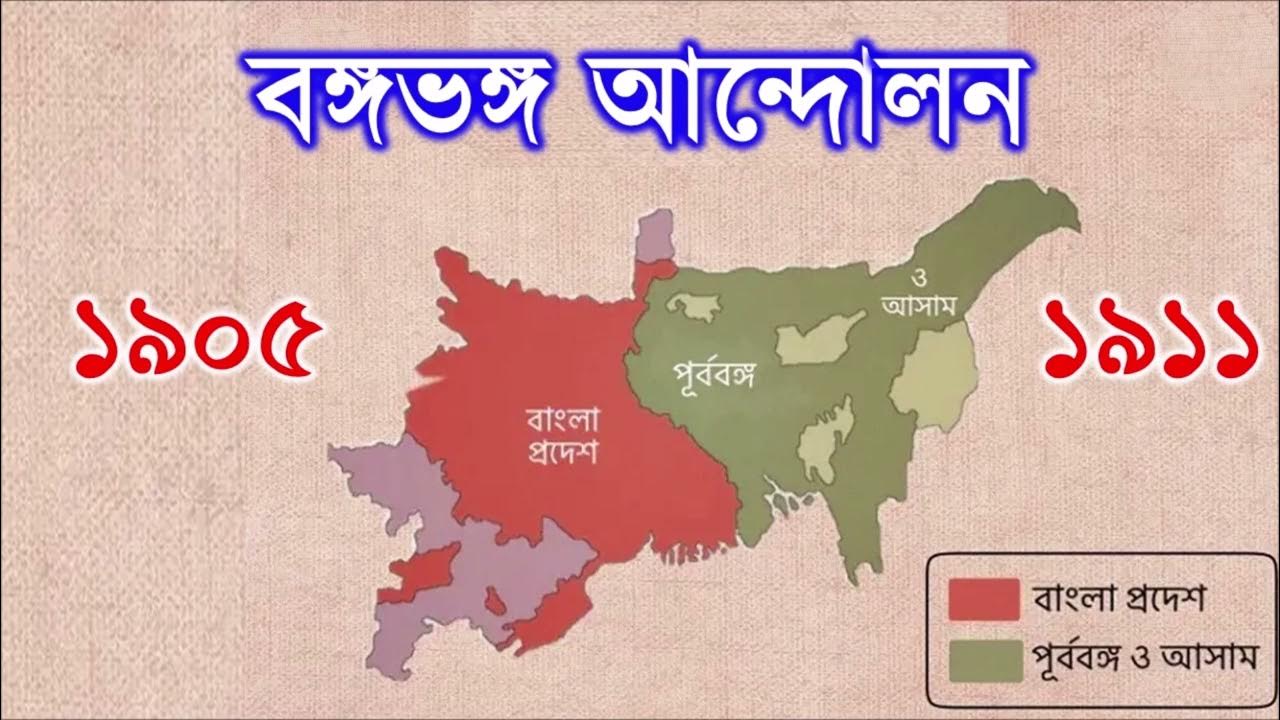 বঙ্গভঙ্গ আন্দোলন
১৯০৫
১৯১১
ও
আসাম
পূর্ববঙ্গ
বাংলা
প্রদেশ
বাংলা প্রদেশ
পূর্ববঙ্গ ও আসাম